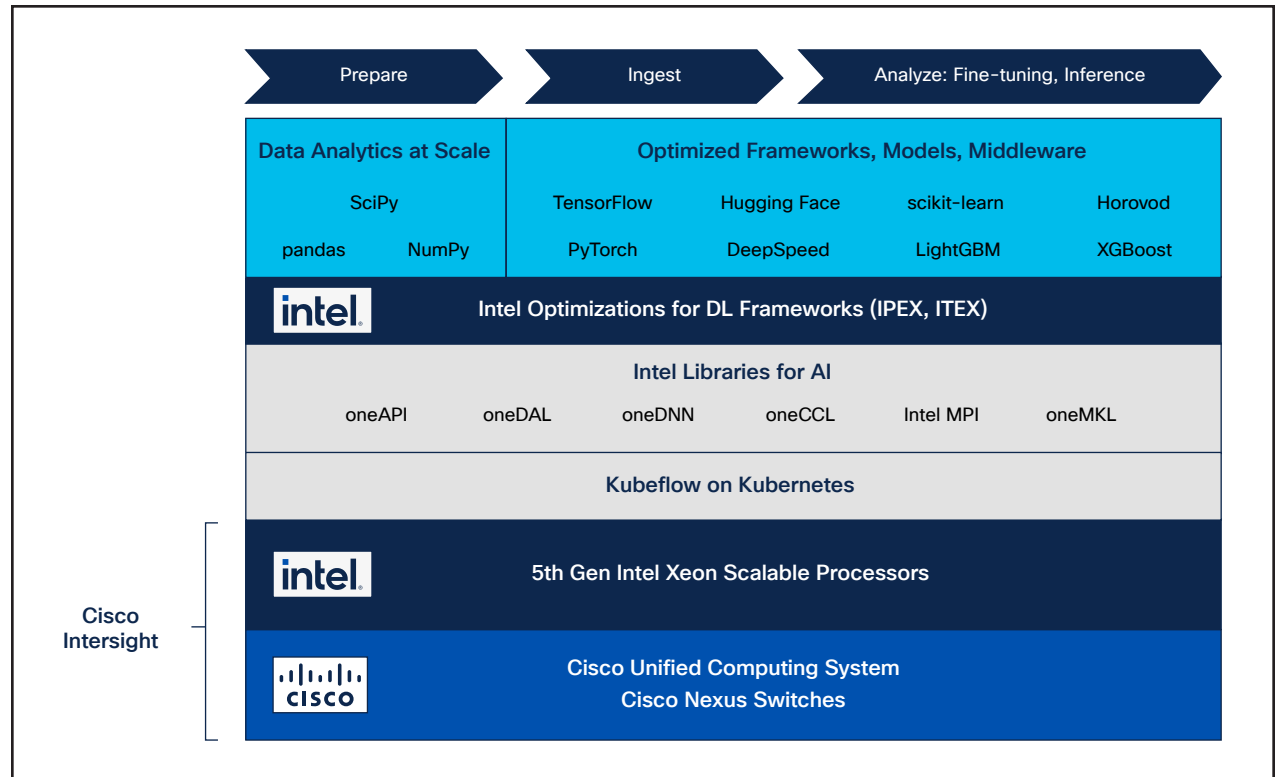 Prepare
Ingest
Analyze: Fine-tuning, Inference
Data Analytics at Scale
Optimized Frameworks, Models, Middleware
SciPy
TensorFlow
Hugging Face
scikit-learn
Horovod
pandas
NumPy
PyTorch
DeepSpeed
LightGBM
XGBoost
intel.
Intel Optimizations for DL Frameworks (IPEX, ITEX)
Intel Libraries for AI
oneAPI
oneDAL
oneDNN
oneCCL
Intel MPI
oneMKL
Kubeflow on Kubernetes
intel.
5th Gen Intel Xeon Scalable Processors
Cisco
Intersight
CISCO
Cisco Unified Computing System
Cisco Nexus Switches